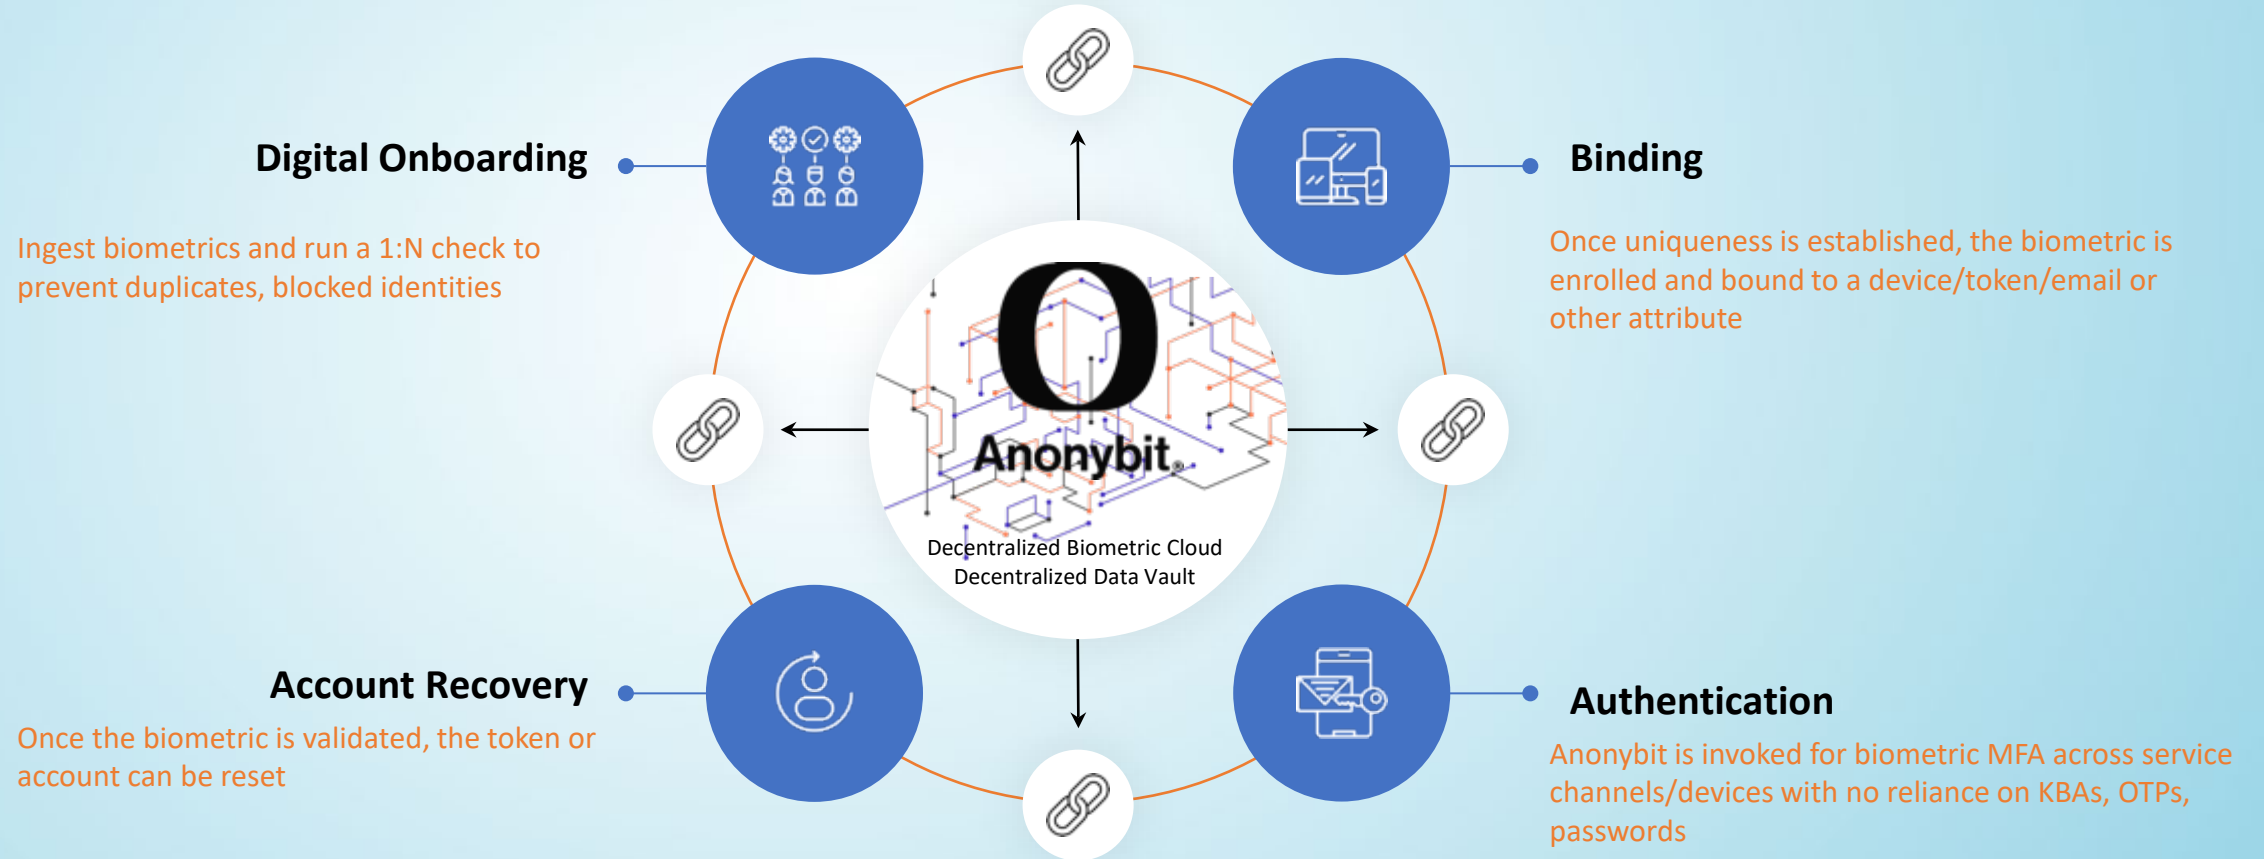 Digital Onboarding
Ingest biometrics and run a 1:N check to
prevent duplicates, blocked identities
Binding
Once uniqueness is established, the biometric is
enrolled and bound to a device/token/email or
other attribute
Anonybit®
Decentralized Biometric Cloud
Decentralized Data Vault
Account Recovery
Once the biometric is validated, the token or
account can be reset
Authentication
Anonybit is invoked for biometric MFA across service
channels/devices with no reliance on KBAs, OTPs,
passwords